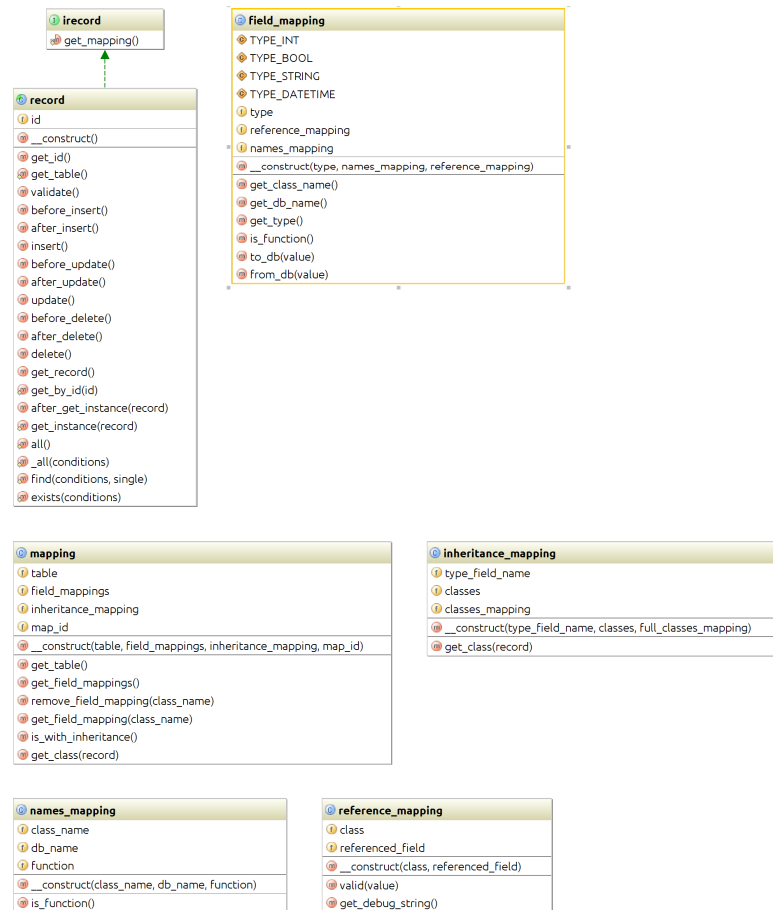 irecord
get_mapping()
record
id
__construct()
get_id()
get_table()
validate()
before_insert()
after_insert()
insert()
before_update()
after_update()
update()
before_delete()
after_delete()
delete()
get_record()
get_by_id(id)
after_get_instance(record)
get_instance(record)
all()
_all(conditions)
find(conditions, single)
exists(conditions)
field_mapping
TYPE_INT
TYPE_BOOL
TYPE_STRING
TYPE_DATETIME
type
reference_mapping
names_mapping
__construct(type, names_mapping, reference_mapping)
get_class_name()
get_db_name()
get_type()
is_function()
to_db(value)
from_db(value)
mapping
table
field_mappings
inheritance_mapping
map_id
__construct(table, field_mappings, inheritance_mapping, map_id)
get_table()
get_field_mappings()
remove_field_mapping(class_name)
get_field_mapping(class_name)
is_with_inheritance()
get_class(record)
inheritance_mapping
type_field_name
classes
classes_mapping
__construct(type_field_name, classes, full_classes_mapping)
get_class(record)
names_mapping
class_name
db_name
function
__construct(class_name, db_name, function)
is_function()
reference_mapping
class
referenced_field
__construct(class, referenced_field)
valid(value)
get_debug_string()